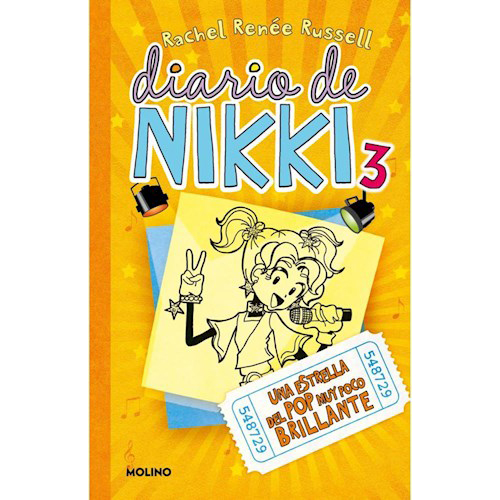 Rachel Renée Russell
diario de
NIKKI 3
UNA ESTRELLA
DEL POP MUY POCO
BRILLANTE
548729
548729
MOLINO